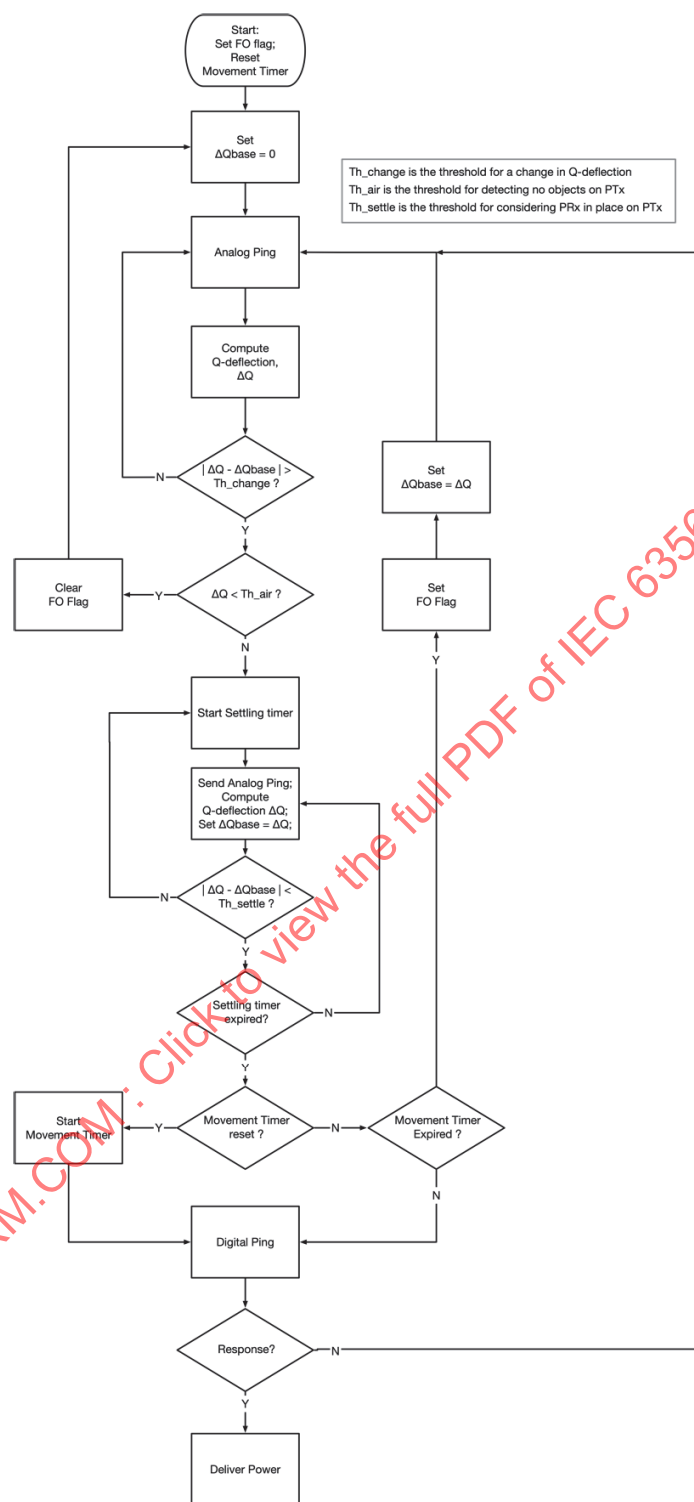 Start:
Set FO flag;
Reset
Movement Timer
Set
ΔQbase = 0
Th_change is the threshold for a change in Q-deflection
Th_air is the threshold for detecting no objects on PTx
Th_settle is the threshold for considering PRx in place on PTx
Analog Ping
Compute
Q-deflection,
ΔQ
| ΔQ - ΔQbase | >
Th_change ?
N
Y
Set
ΔQbase = ΔQ
Clear
FO Flag
Y
ΔQ < Th_air ?
N
Set
FO Flag
Y
Start Settling timer
Send Analog Ping;
Compute
Q-deflection ΔQ;
Set ΔQbase = ΔQ;
| ΔQ - ΔQbase | <
Th_settle ?
N
Y
Settling timer
expired?
N
Y
Start
Movement Timer
Y
Movement Timer
reset ?
N
Movement Timer
Expired ?
N
Digital Ping
Response?
N
Y
Deliver Power
M.COM : Click to view the full PDF of IEC 6356